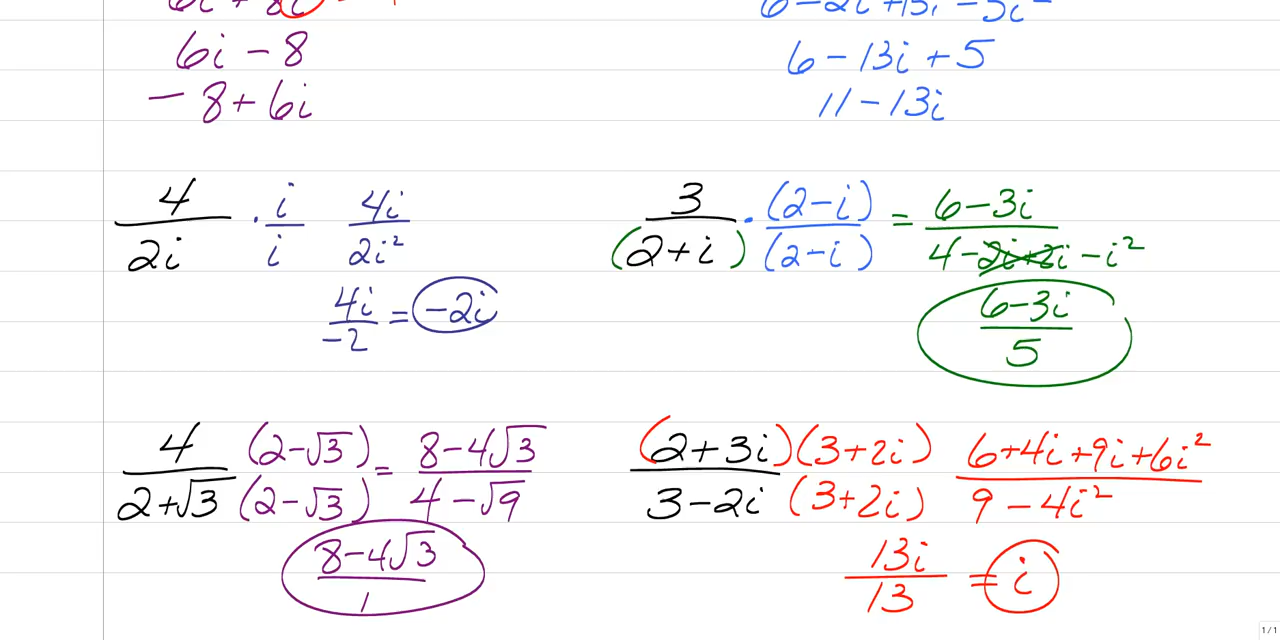 6i - 8
- 8 + 6i
6 - 13i + 5
11 - 13i
4/2i · i/i 4i/2i²
4i/-2 = -2i
3/(2+i) · (2-i)/(2-i) = 6-3i/4-2i+2i-i²
6-3i/5
4/2+√3 (2-√3)/(2-√3) = 8-4√3/4-√9
8-4√3/1
(2+3i)(3+2i)/3-2i (3+2i) 6+4i+9i+6i²/9-4i²
13i/13 = i
1/1